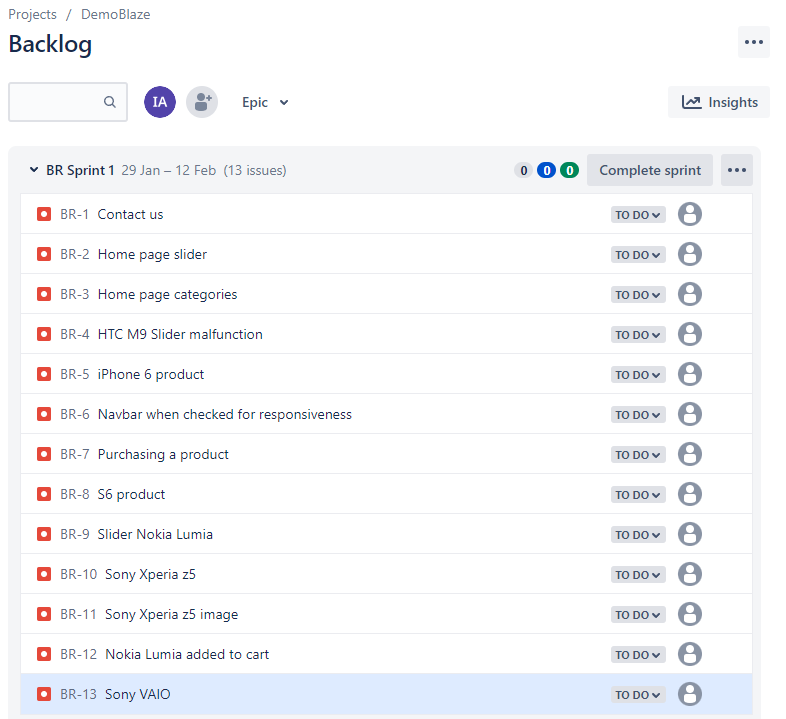 Projects / DemoBlaze
Backlog
IA Epic Insights
BR Sprint 1 29 Jan – 12 Feb (13 issues) 0 0 0 Complete sprint
BR-1 Contact us TO DO
BR-2 Home page slider TO DO
BR-3 Home page categories TO DO
BR-4 HTC M9 Slider malfunction TO DO
BR-5 iPhone 6 product TO DO
BR-6 Navbar when checked for responsiveness TO DO
BR-7 Purchasing a product TO DO
BR-8 S6 product TO DO
BR-9 Slider Nokia Lumia TO DO
BR-10 Sony Xperia z5 TO DO
BR-11 Sony Xperia z5 image TO DO
BR-12 Nokia Lumia added to cart TO DO
BR-13 Sony VAIO TO DO